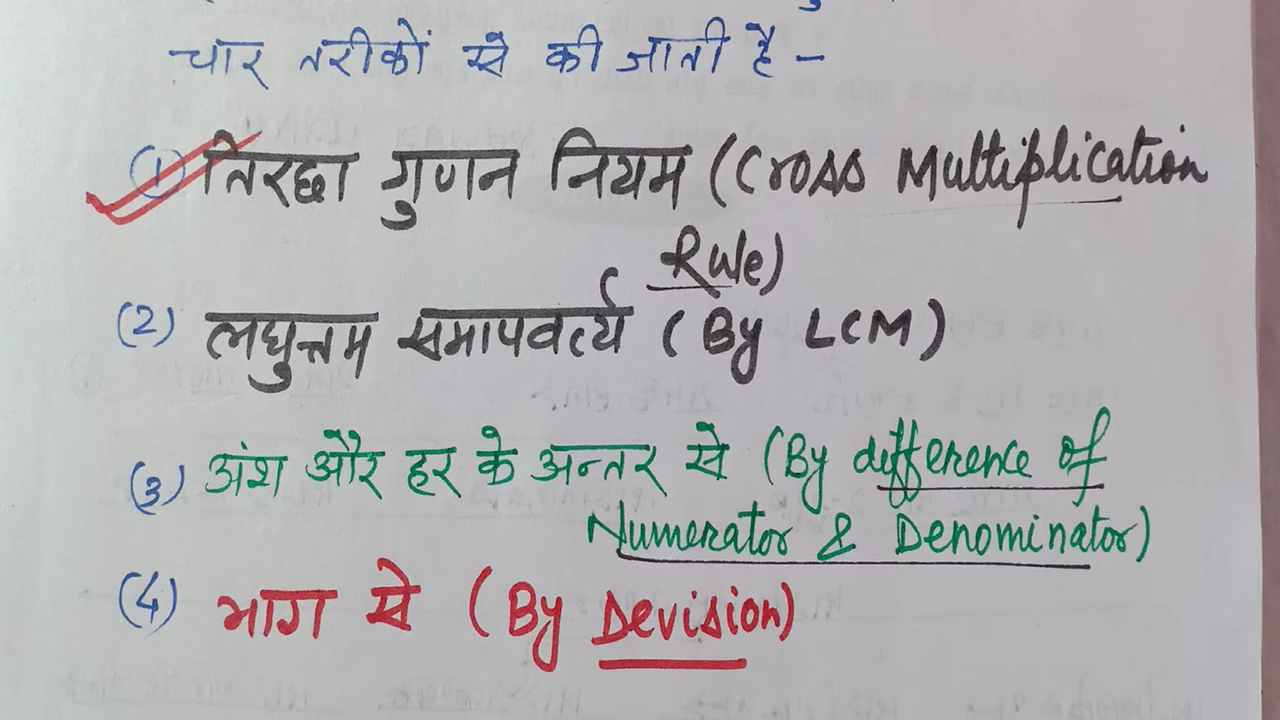 चार तरीकों से की जाती है -
(1) तिरछा गुणन नियम (Cross Multiplication
Rule)
(2) लघुत्तम समापवर्त्य (By LCM)
(3) अंश और हर के अन्तर से (By difference of
Numerator & Denominator)
(4) भाग से (By Devision)